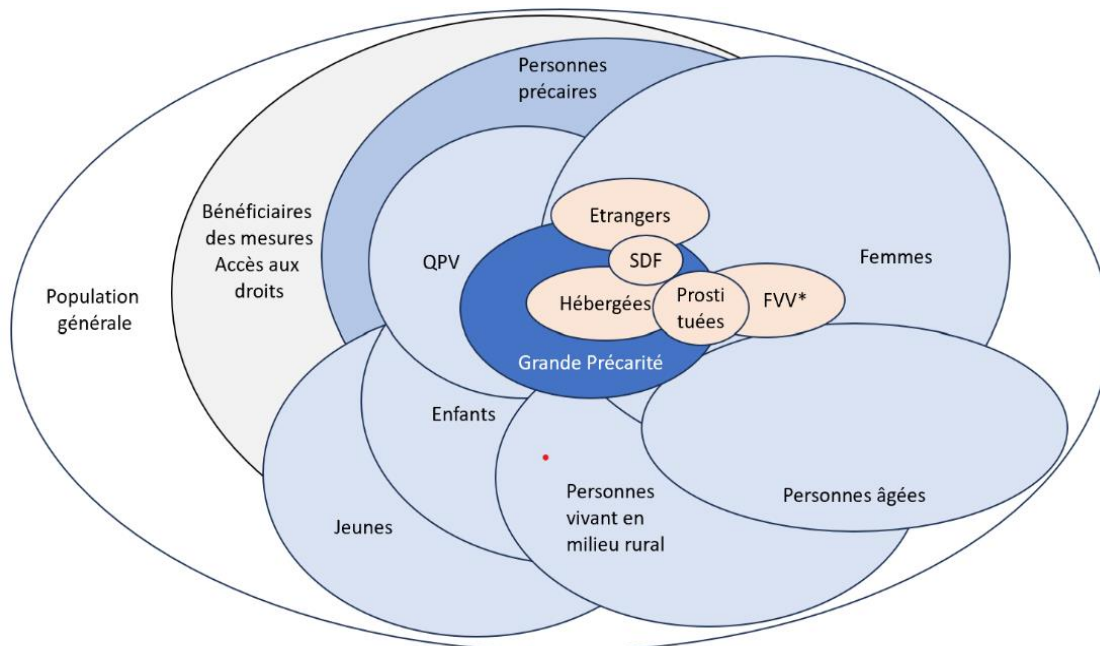 Personnes
précaires
Bénéficiaires
des mesures
Accès aux
droits
Etrangers
QPV
SDF
Femmes
Population
générale
Hébergées
Prosti
tuées
FVV*
Grande Précarité
Enfants
Personnes
vivant en
milieu rural
Personnes âgées
Jeunes